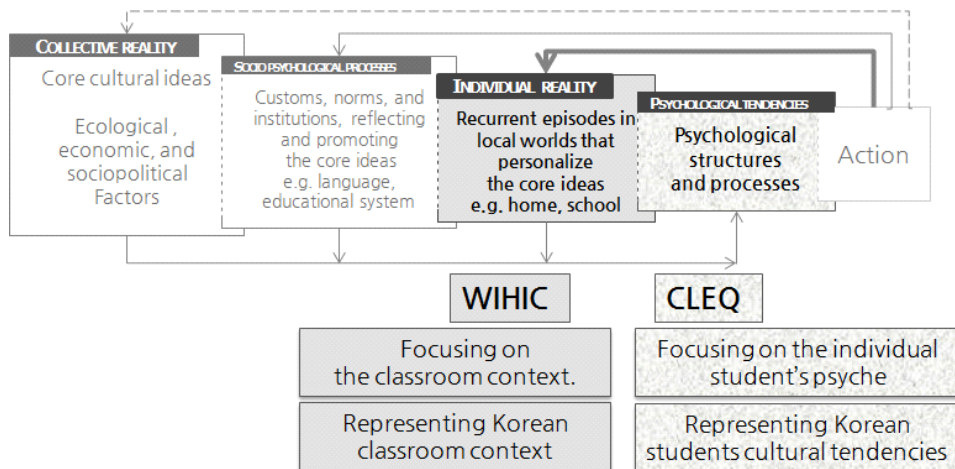 COLLECTIVE REALITY
Core cultural ideas
Ecological ,
economic, and
sociopolitical
Factors
SOCIO PSYCHOLOGICAL PROCESSES
Customs, norms, and
institutions, reflecting
and promoting
the core ideas
e.g. language,
educational system
INDIVIDUAL REALITY
Recurrent episodes in
local worlds that
personalize
the core ideas
e.g. home, school
PSYCHOLOGICAL TENDENCIES
Psychological
structures
and processes
Action
WIHIC
Focusing on
the classroom context.
Representing Korean
classroom context
CLEQ
Focusing on the individual
student's psyche
Representing Korean
students cultural tendencies